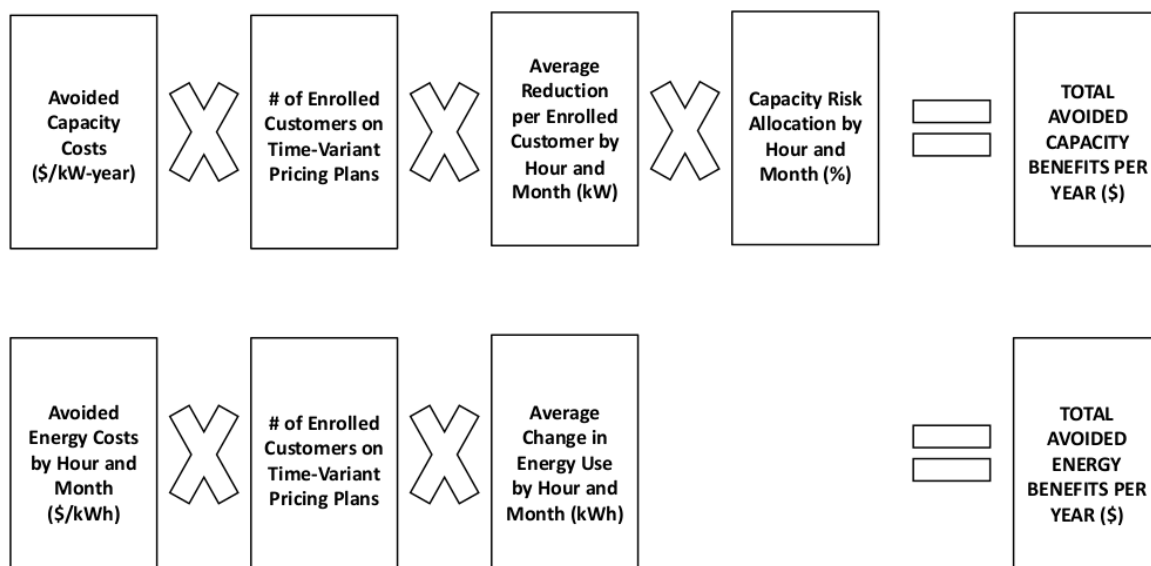 Avoided
Capacity
Costs
($/kW-year)
# of Enrolled
Customers on
Time-Variant
Pricing Plans
Average
Reduction
per Enrolled
Customer by
Hour and
Month (kW)
Capacity Risk
Allocation by
Hour and
Month (%)
TOTAL
AVOIDED
CAPACITY
BENEFITS PER
YEAR ($)
Avoided
Energy Costs
by Hour and
Month
($/kWh)
# of Enrolled
Customers on
Time-Variant
Pricing Plans
Average
Change in
Energy Use
by Hour and
Month (kWh)
TOTAL
AVOIDED
ENERGY
BENEFITS PER
YEAR ($)